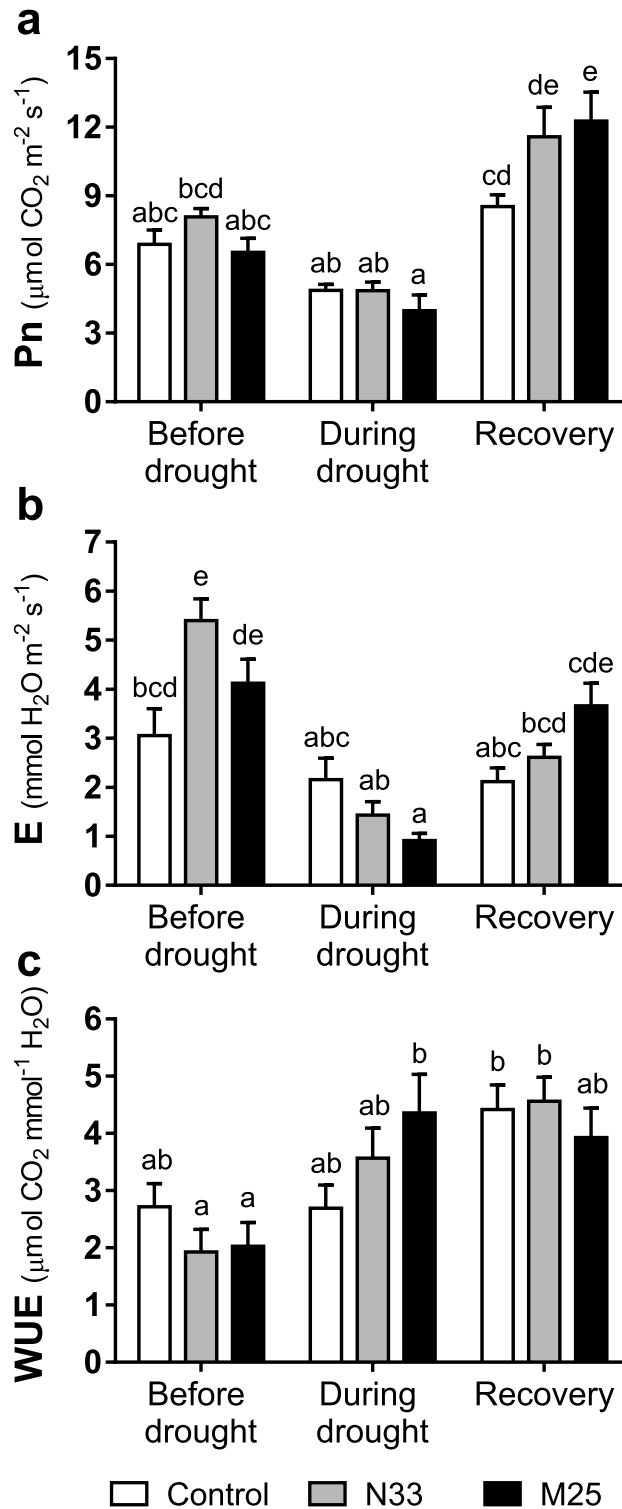 a
Pn (μmol CO₂ m⁻² s⁻¹)
15
12
9
6
3
0
abc
bcd
abc
ab
ab
a
cd
de
e
Before drought
During drought
Recovery
b
E (mmol H₂O m⁻² s⁻¹)
7
6
5
4
3
2
1
0
bcd
e
de
abc
ab
a
abc
bcd
cde
Before drought
During drought
Recovery
c
WUE (μmol CO₂ mmol⁻¹ H₂O)
6
5
4
3
2
1
0
ab
a
a
ab
ab
b
b
b
ab
Before drought
During drought
Recovery
Control
N33
M25